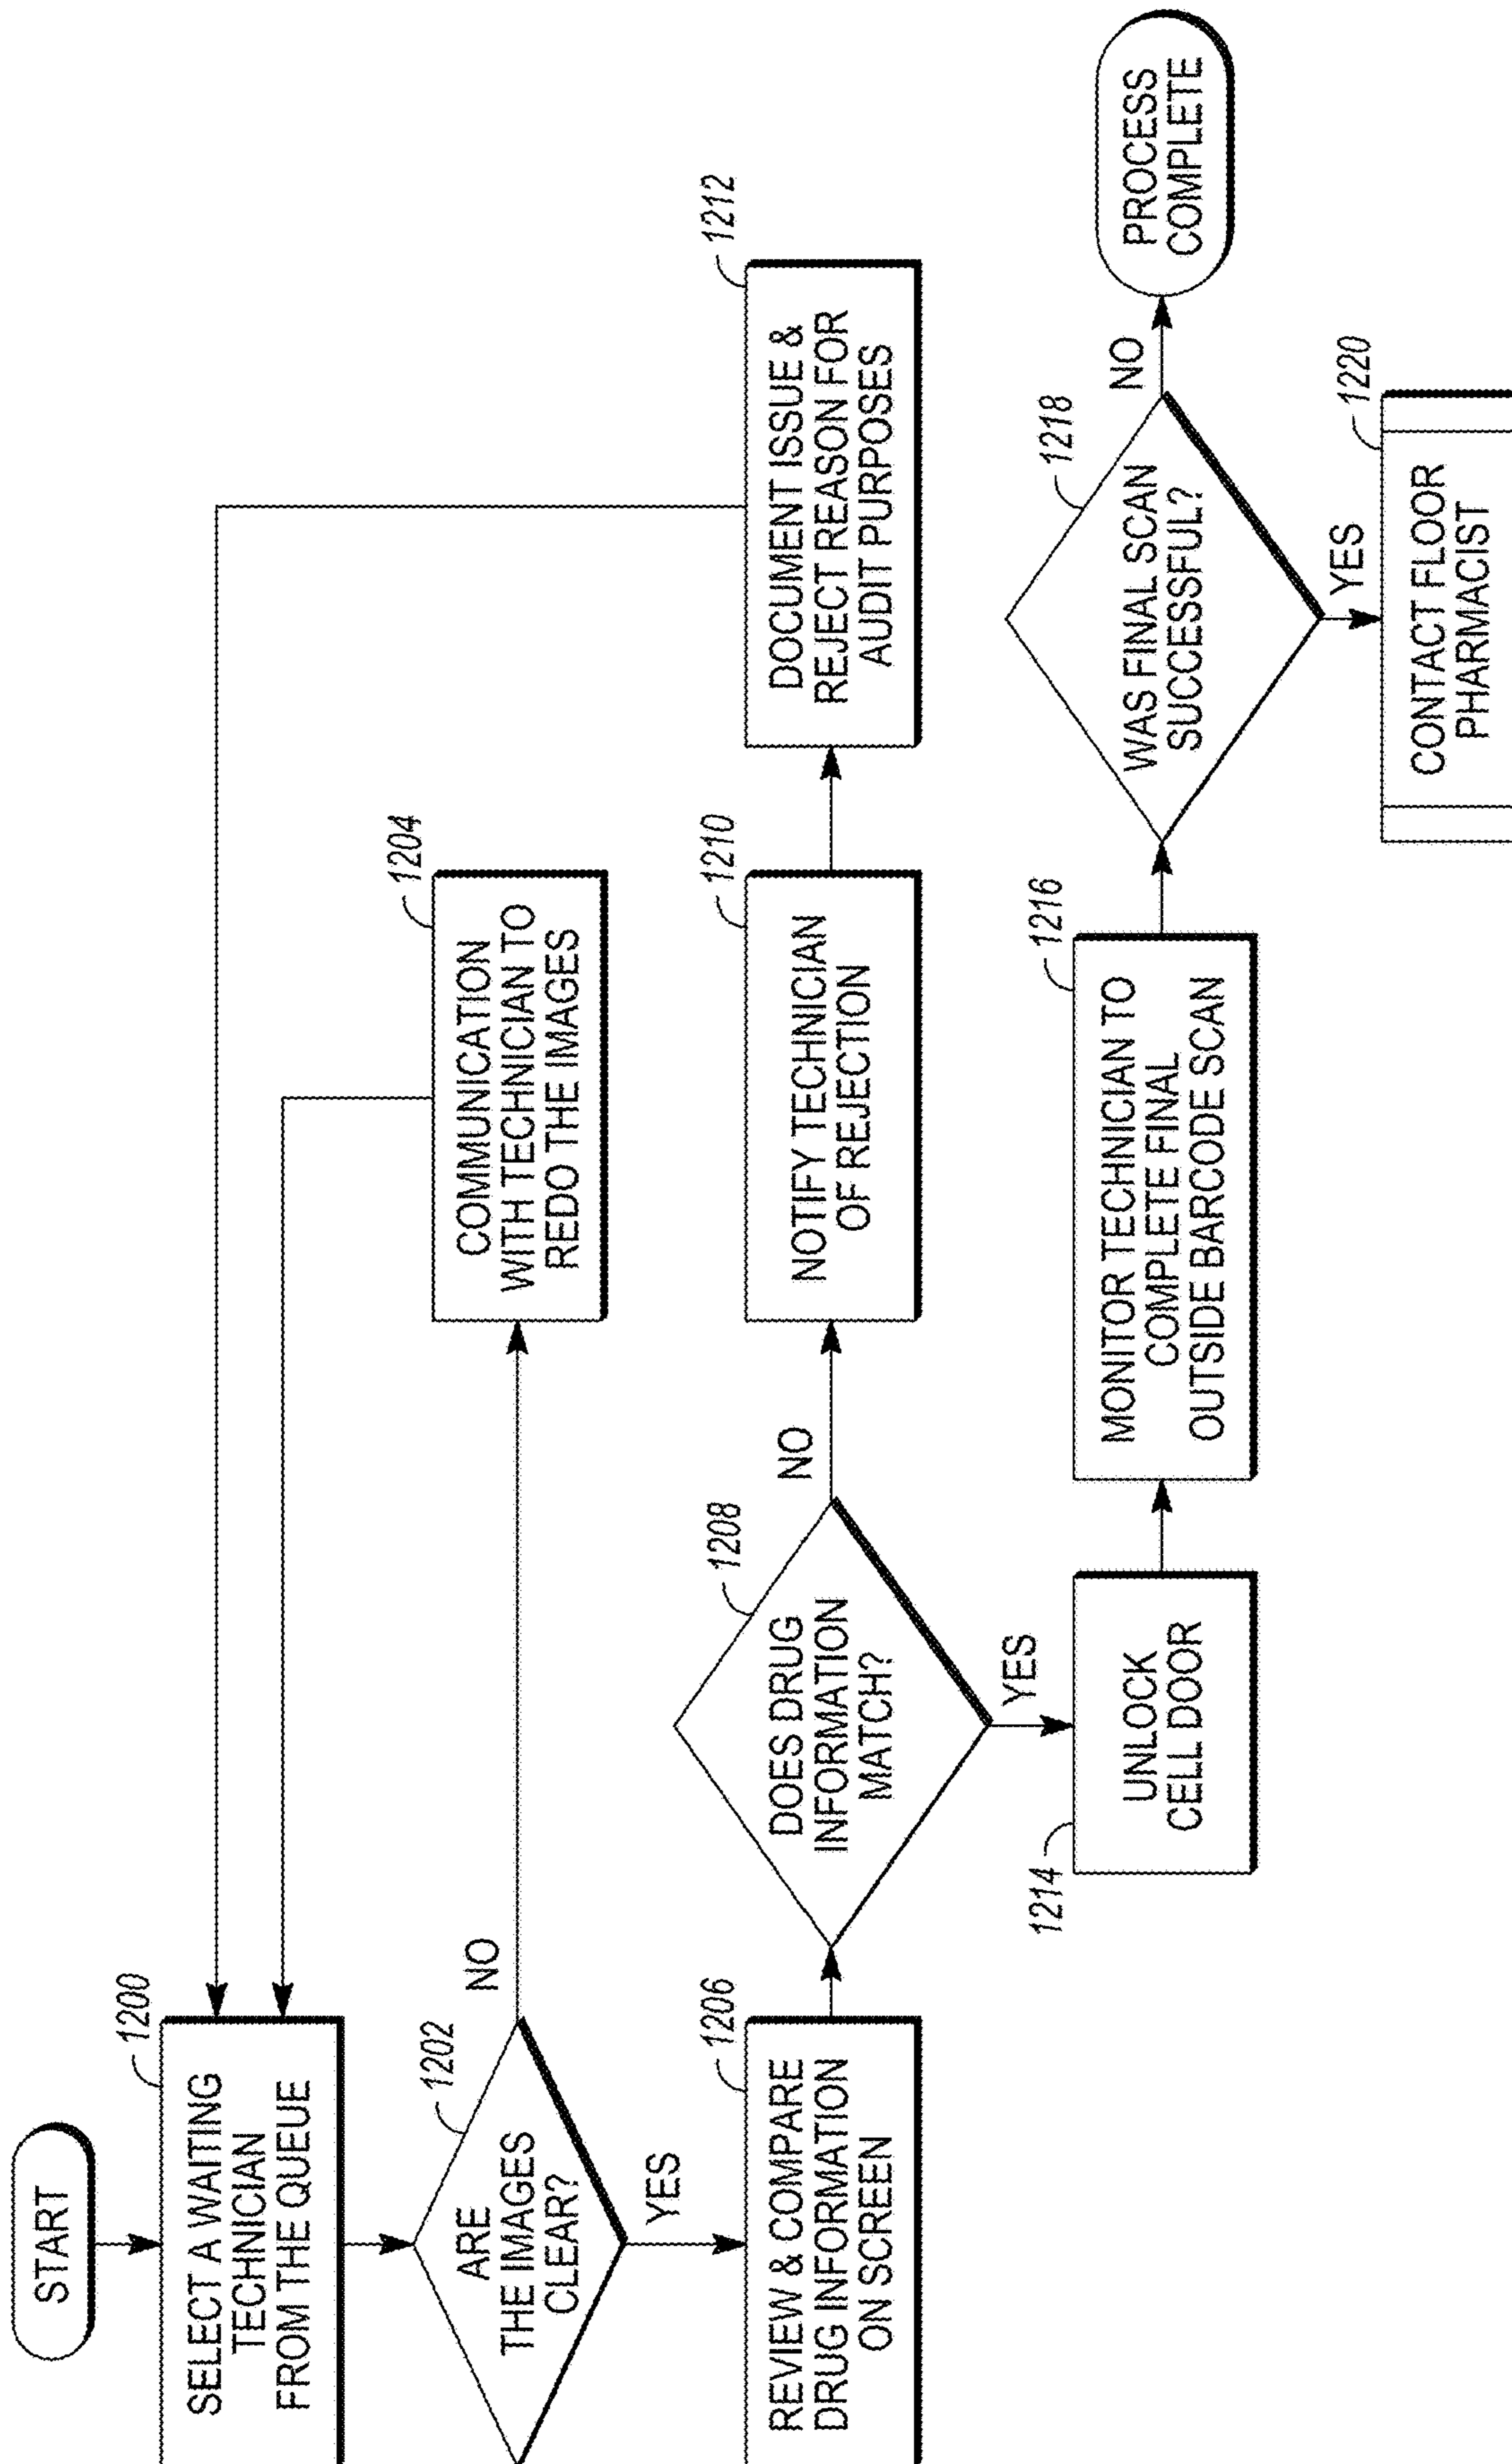 START
1200
SELECT A WAITING
TECHNICIAN
FROM THE QUEUE
1202
ARE
THE IMAGES
CLEAR?
NO
YES
1204
COMMUNICATION
WITH TECHNICIAN TO
REDO THE IMAGES
1206
REVIEW & COMPARE
DRUG INFORMATION
ON SCREEN
1208
DOES DRUG
INFORMATION
MATCH?
NO
YES
1210
NOTIFY TECHNICIAN
OF REJECTION
1212
DOCUMENT ISSUE &
REJECT REASON FOR
AUDIT PURPOSES
1214
UNLOCK
CELL DOOR
1216
MONITOR TECHNICIAN TO
COMPLETE FINAL
OUTSIDE BARCODE SCAN
1218
WAS FINAL SCAN
SUCCESSFUL?
NO
YES
PROCESS
COMPLETE
1220
CONTACT FLOOR
PHARMACIST